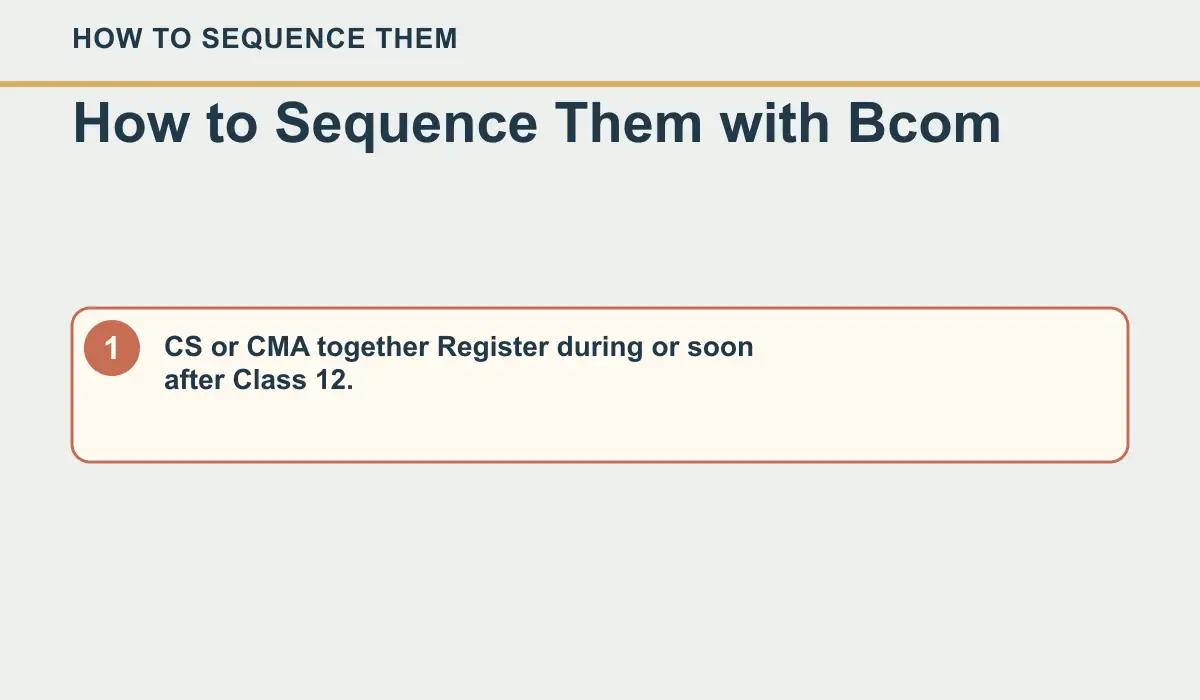 HOW TO SEQUENCE THEM
How to Sequence Them with Bcom
1
CS or CMA together Register during or soon
after Class 12.